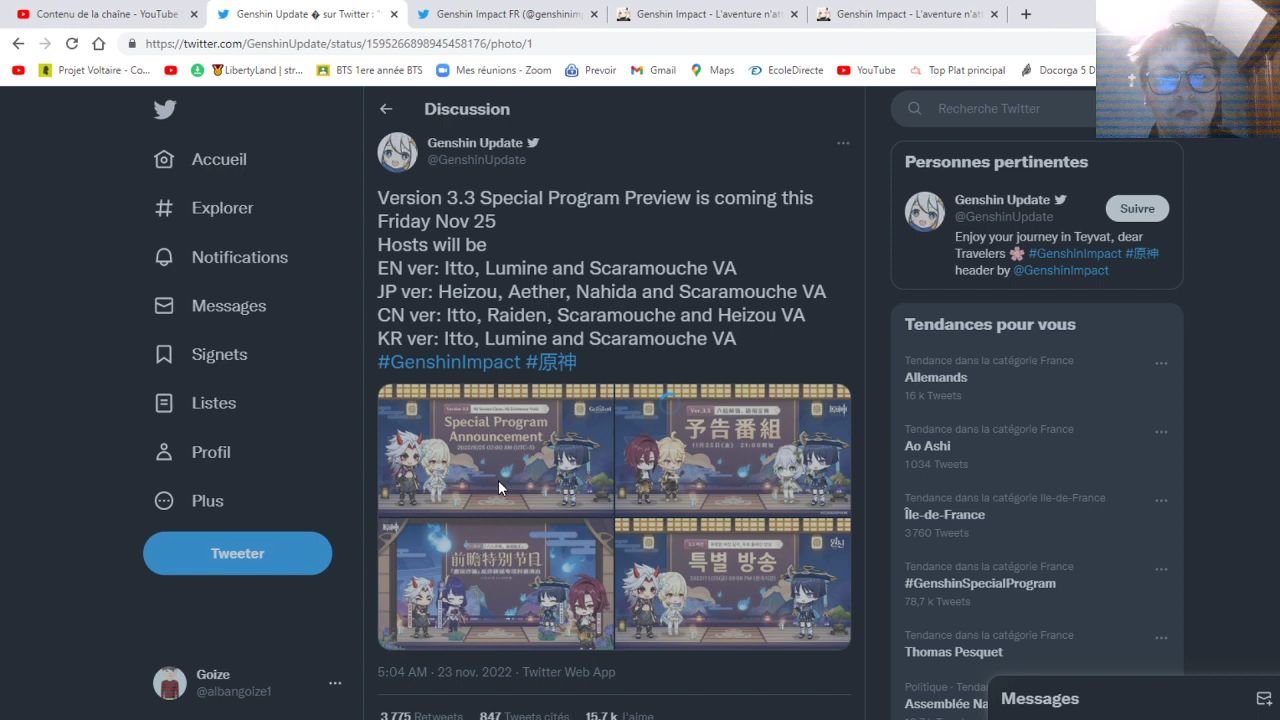 Contenu de la chaîne - YouTube
Genshin Update � sur Twitter : "
Genshin Impact FR (@genshinim
Genshin Impact - L'aventure n'att
Genshin Impact - L'aventure n'att
https://twitter.com/GenshinUpdate/status/1595266898945458176/photo/1
Projet Voltaire - Co...
LibertyLand | str...
BTS 1ere année BTS
Mes réunions - Zoom
Prevoir
Gmail
Maps
EcoleDirecte
YouTube
Top Plat principal
Docorga 5 D
Accueil
Explorer
Notifications
Messages
Signets
Listes
Profil
Plus
Tweeter
Goize
@albangoize1
Discussion
Genshin Update
@GenshinUpdate
Version 3.3 Special Program Preview is coming this
Friday Nov 25
Hosts will be
EN ver: Itto, Lumine and Scaramouche VA
JP ver: Heizou, Aether, Nahida and Scaramouche VA
CN ver: Itto, Raiden, Scaramouche and Heizou VA
KR ver: Itto, Lumine and Scaramouche VA
#GenshinImpact #原神
Special Program
Announcement
予告番組
前瞻特别节目
특별 방송
5:04 AM · 23 nov. 2022 · Twitter Web App
3 775 Retweets 847 Tweets cités 15,7 k J'aime
Recherche Twitter
Personnes pertinentes
Genshin Update
@GenshinUpdate
Suivre
Enjoy your journey in Teyvat, dear
Travelers #GenshinImpact #原神
header by @GenshinImpact
Tendances pour vous
Tendance dans la catégorie France
Allemands
16 k Tweets
Tendance dans la catégorie France
Ao Ashi
1 034 Tweets
Tendance dans la catégorie Ile-de-France
Île-de-France
3 760 Tweets
Tendance dans la catégorie France
#GenshinSpecialProgram
78,7 k Tweets
Tendance dans la catégorie France
Thomas Pesquet
Politique · Tenda
Assemblée Na
Messages